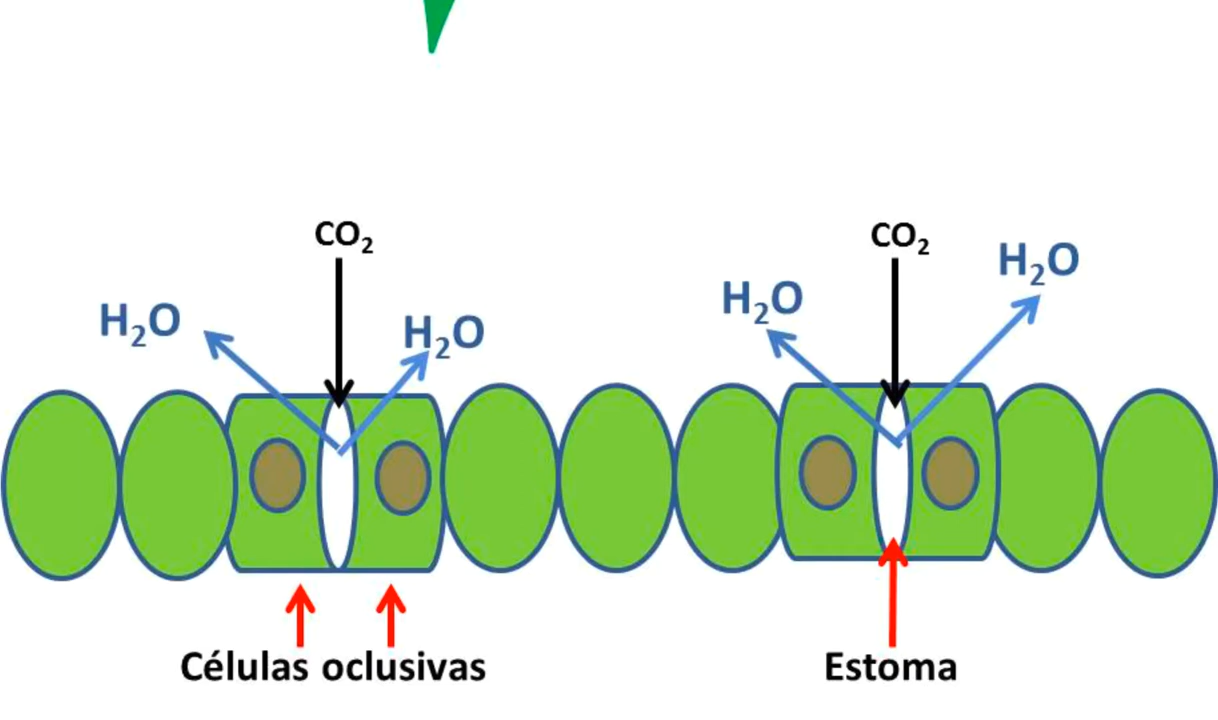 CO₂
CO₂
H₂O
H₂O
H₂O
H₂O
Células oclusivas
Estoma